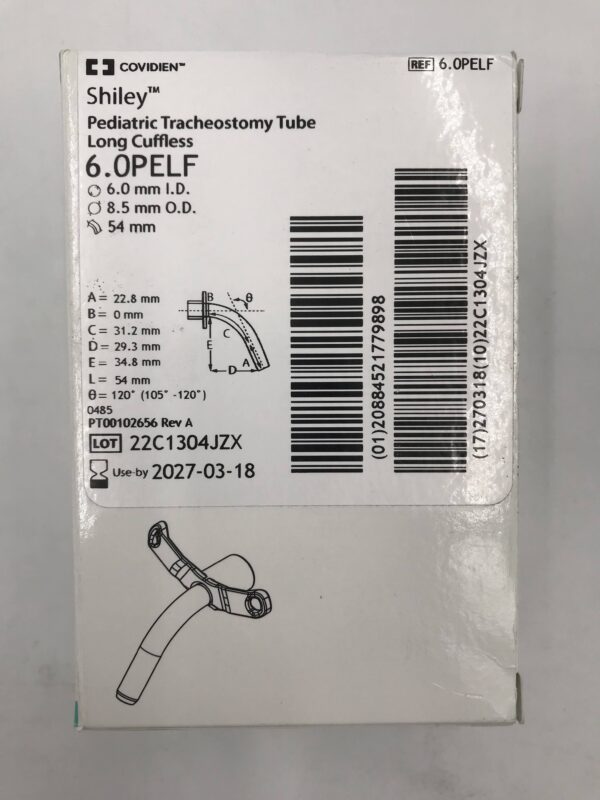 COVIDIEN™
REF 6.0PELF
Shiley™
Pediatric Tracheostomy Tube
Long Cuffless
6.0PELF
6.0 mm I.D.
8.5 mm O.D.
54 mm
A = 22.8 mm
B = 0 mm
C = 31.2 mm
D = 29.3 mm
E = 34.8 mm
L = 54 mm
θ = 120° (105° -120°)
0485
PT00102656 Rev A
LOT 22C1304JZX
Use-by 2027-03-18
B
θ
C
E
A
D
(01)20884521779898
(17)270318(10)22C1304JZX